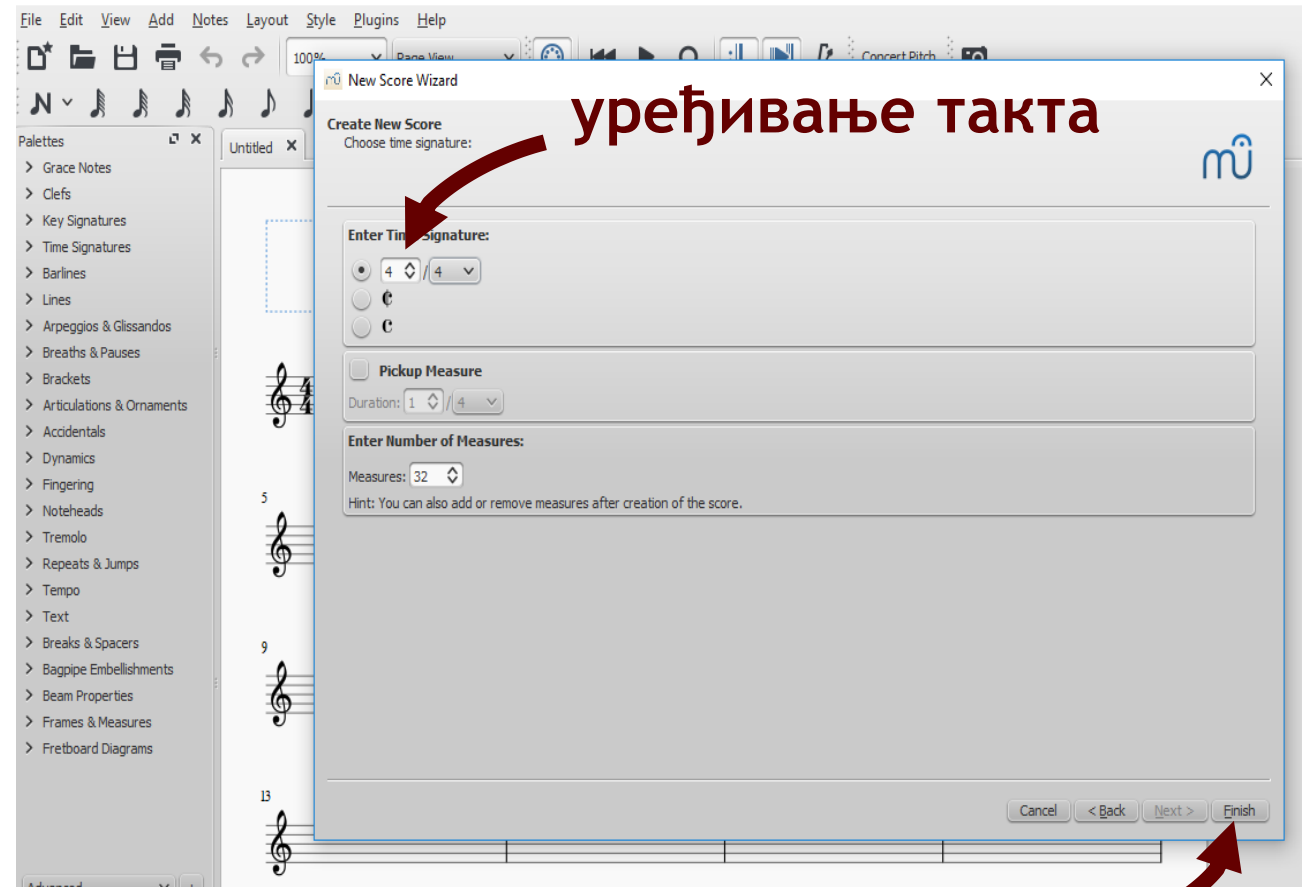 File Edit View Add Notes Layout Style Plugins Help
100% Page View Concert Pitch
New Score Wizard
уређивање такта
Create New Score
Choose time signature:
Palettes
Untitled
Grace Notes
Clefs
Key Signatures
Time Signatures
Barlines
Lines
Arpeggios & Glissandos
Breaths & Pauses
Brackets
Articulations & Ornaments
Accidentals
Dynamics
Fingering
Noteheads
Tremolo
Repeats & Jumps
Tempo
Text
Breaks & Spacers
Bagpipe Embellishments
Beam Properties
Frames & Measures
Fretboard Diagrams
Advanced
Enter Time Signature:
4 / 4
Pickup Measure
Duration: 1 / 4
Enter Number of Measures:
Measures: 32
Hint: You can also add or remove measures after creation of the score.
5
9
13
Cancel < Back Next > Finish